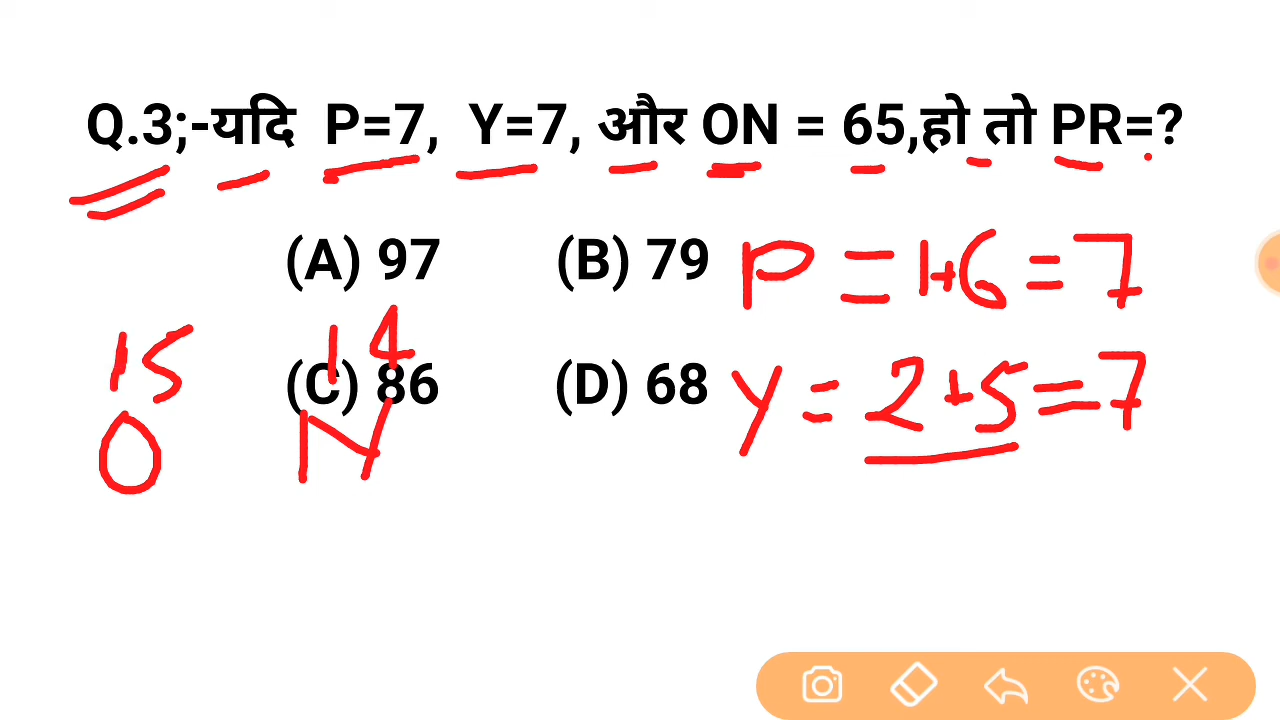 Q.3;-यदि P=7, Y=7, और ON = 65,हो तो PR=?
(A) 97 (B) 79 P = 1+6 = 7
15 14
(C) 86 (D) 68 Y = 2+5 = 7
O N